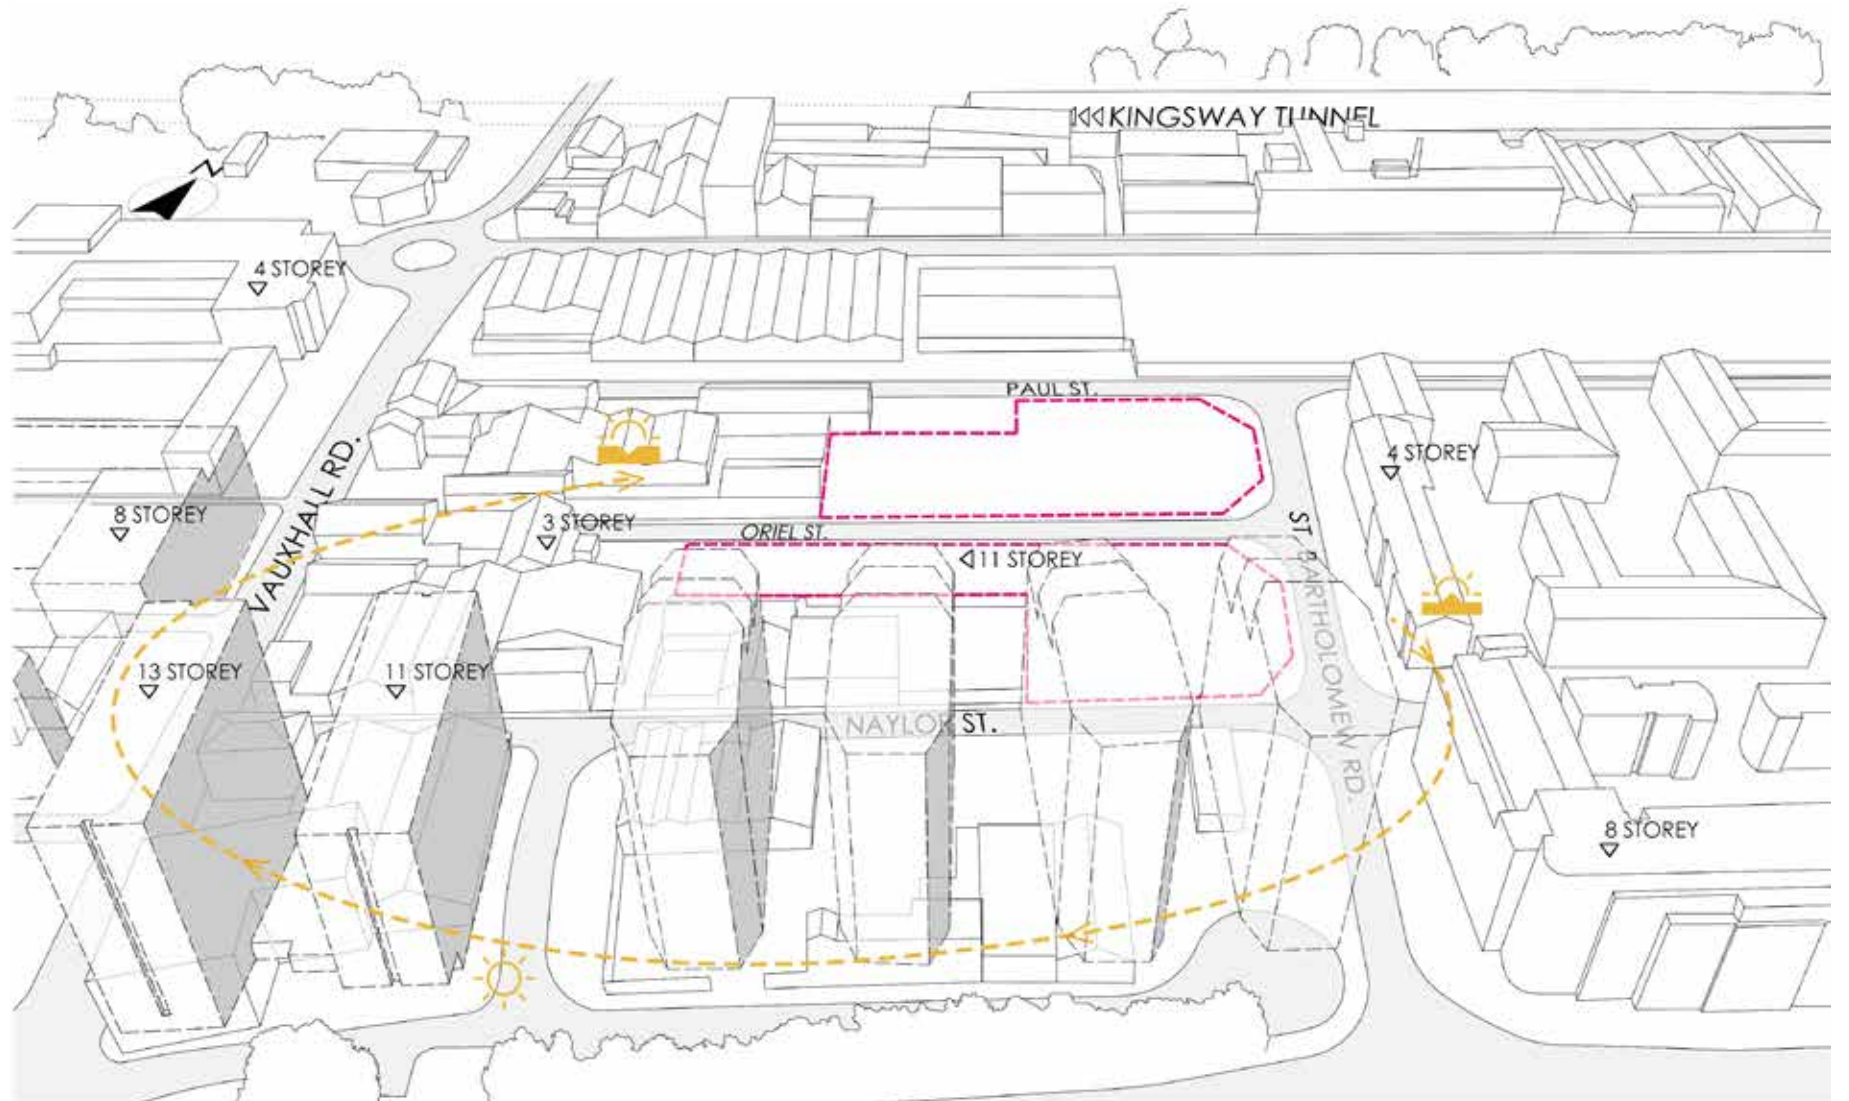 KINGSWAY TUNNEL
N
4 STOREY
PAUL ST.
VAUXHALL RD.
4 STOREY
8 STOREY
3 STOREY
ORIEL ST.
11 STOREY
ST. BARTHOLOMEW RD.
13 STOREY
11 STOREY
NAYLOR ST.
8 STOREY